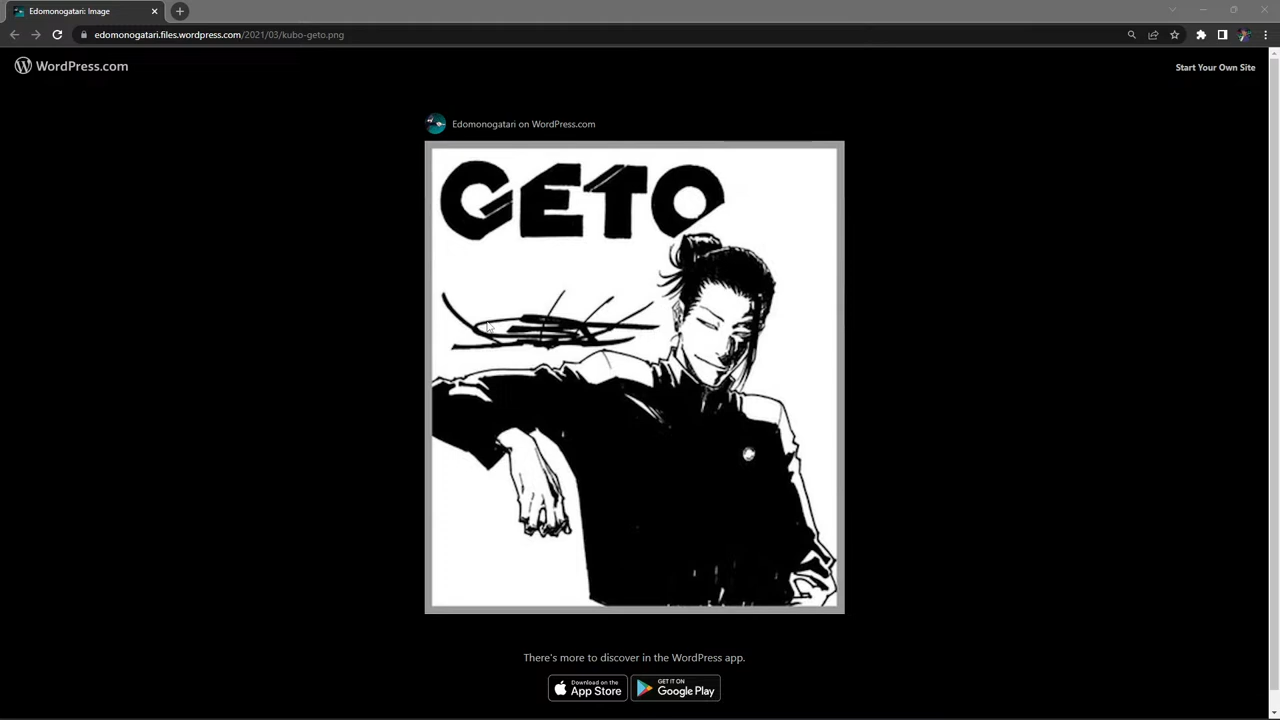 Edomonogatari: Image
edomonogatari.files.wordpress.com/2021/03/kubo-geto.png
WordPress.com
Start Your Own Site
Edomonogatari on WordPress.com
GETO
There's more to discover in the WordPress app.
Download on the
App Store
GET IT ON
Google Play